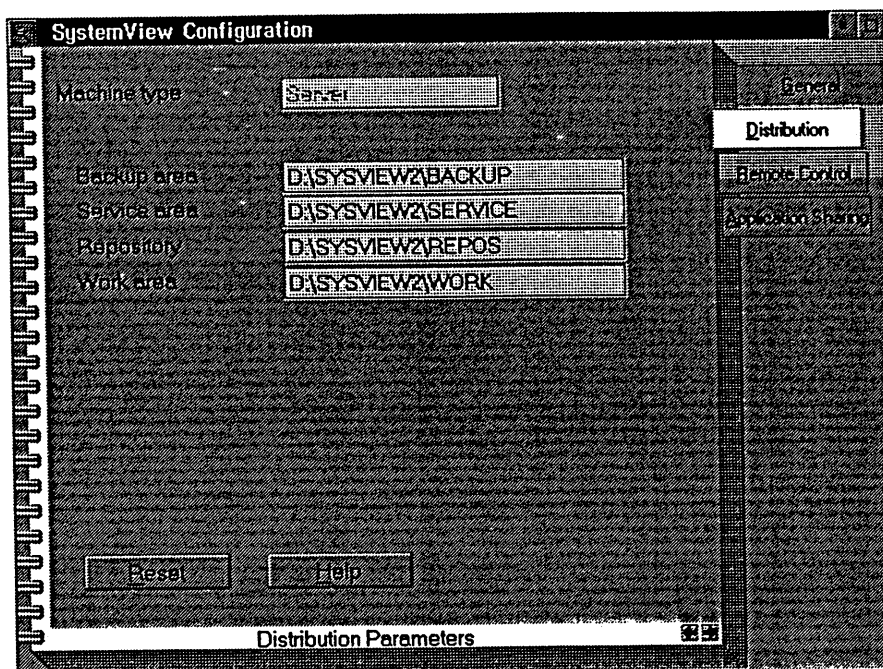 SystemView Configuration
Machine type
Server
Backup area
D:\SYSVIEW2\BACKUP
Service area
D:\SYSVIEW2\SERVICE
Repository
D:\SYSVIEW2\REPOS
Work area
D:\SYSVIEW2\WORK
Reset
Help
Distribution Parameters
General
Distribution
Remote Control
Application Sharing